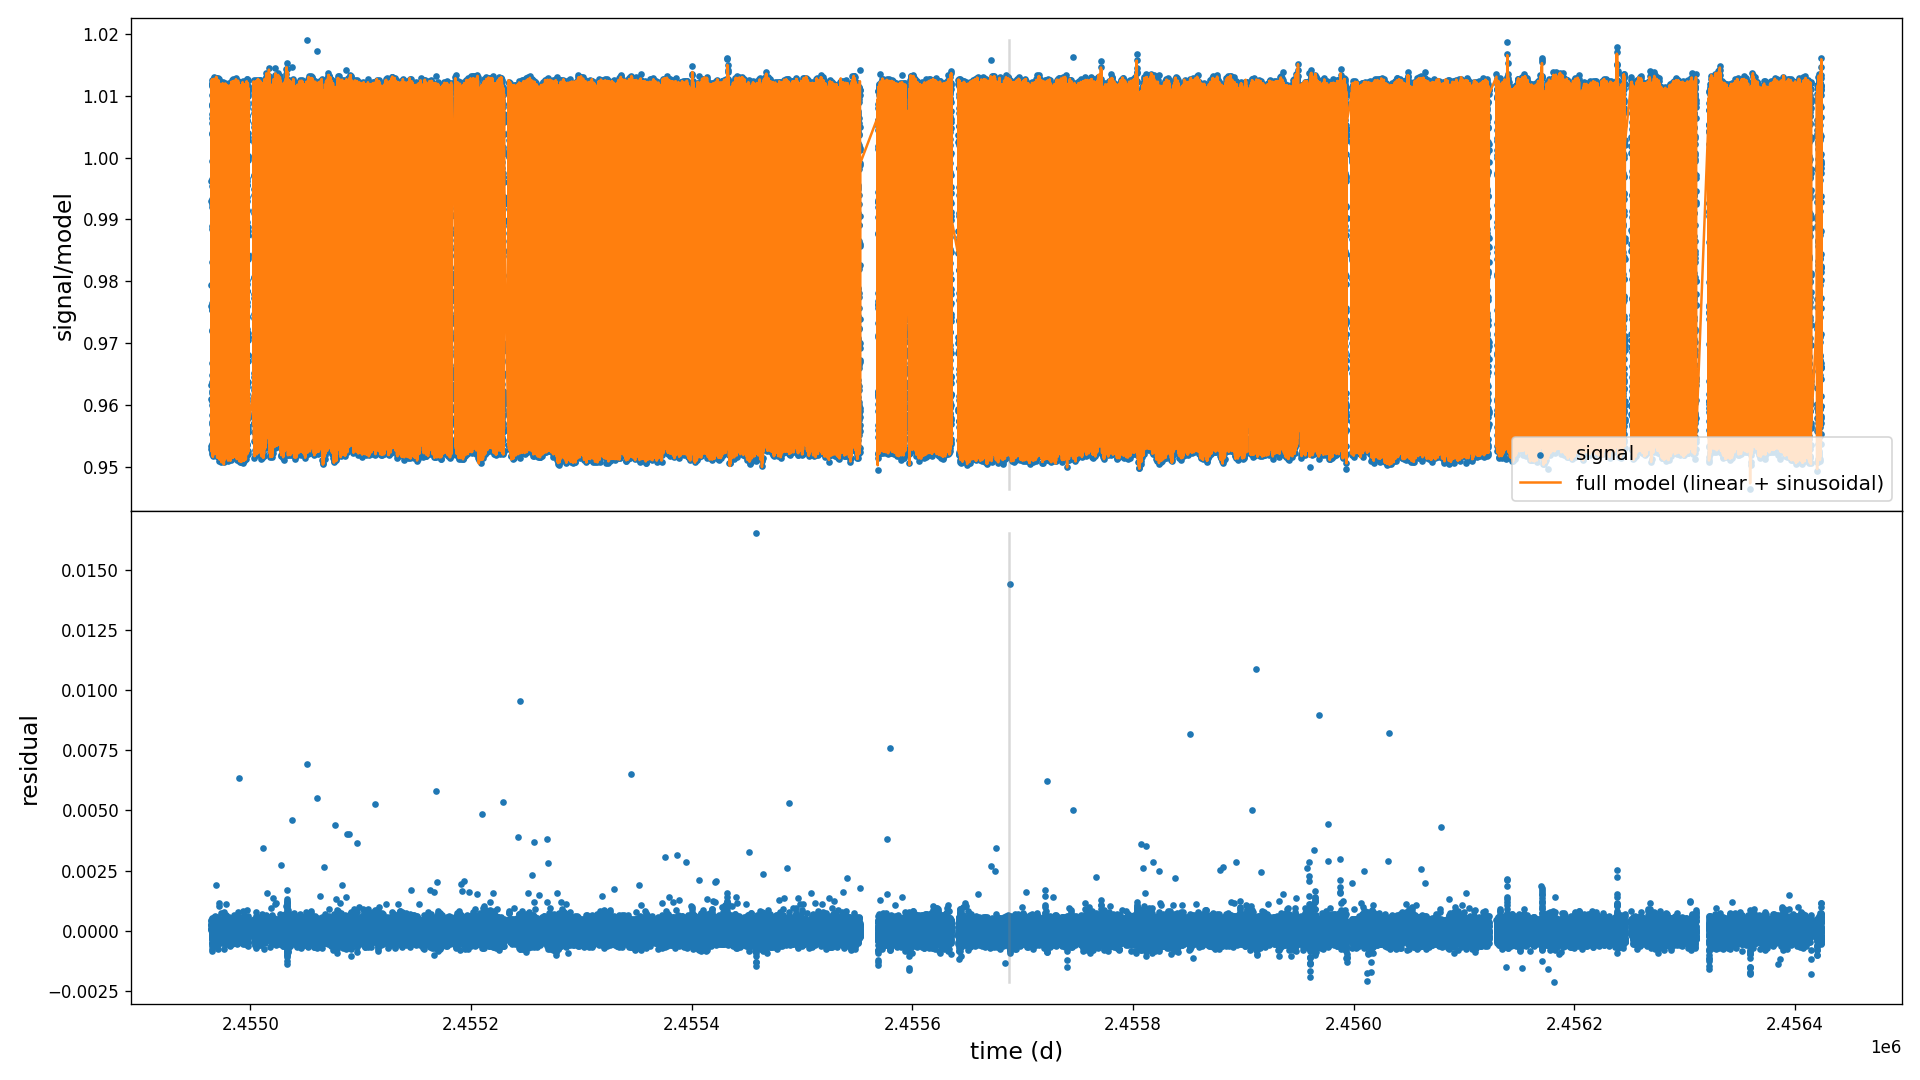 1.02
1.01
1.00
0.99
0.98
0.97
0.96
0.95
signal/model
signal
full model (linear + sinusoidal)
0.0150
0.0125
0.0100
0.0075
0.0050
0.0025
0.0000
−0.0025
residual
2.4550 2.4552 2.4554 2.4556 2.4558 2.4560 2.4562 2.4564
1e6
time (d)